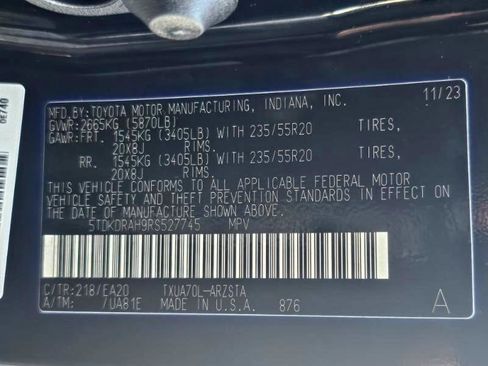 MFD.BY:TOYOTA MOTOR MANUFACTURING, INDIANA, INC. 11/23
GVWR:2665KG (5870LB)
GAWR:FRT. 1545KG (3405LB) WITH 235/55R20 TIRES,
20X8J RIMS.
RR. 1545KG (3405LB) WITH 235/55R20 TIRES,
20X8J RIMS.
THIS VEHICLE CONFORMS TO ALL APPLICABLE FEDERAL MOTOR
VEHICLE SAFETY AND THEFT PREVENTION STANDARDS IN EFFECT ON
THE DATE OF MANUFACTURE SHOWN ABOVE.
5TDKDRAH9RS527745 MPV
C/TR:218/EA20 TXUA70L-ARZSTA
A/TM: /UA81E MADE IN U.S.A. 876 A
0E/40